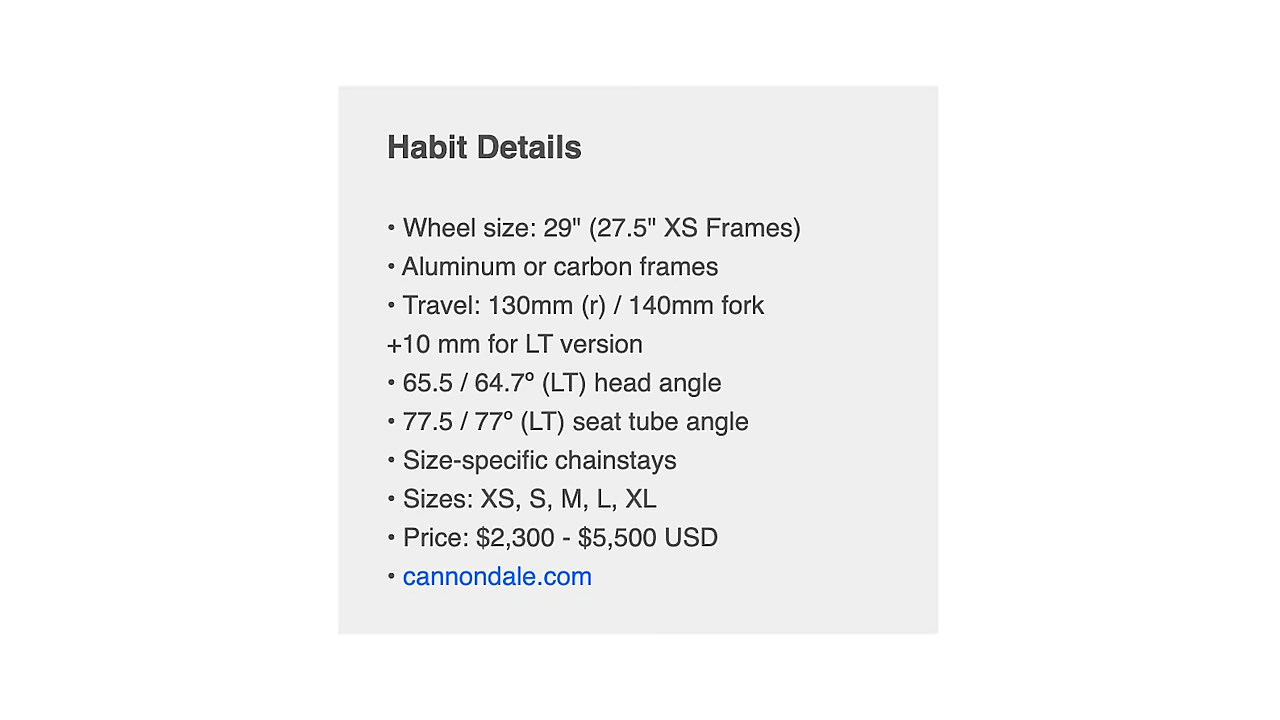 Habit Details
• Wheel size: 29" (27.5" XS Frames)
• Aluminum or carbon frames
• Travel: 130mm (r) / 140mm fork
+10 mm for LT version
• 65.5 / 64.7º (LT) head angle
• 77.5 / 77º (LT) seat tube angle
• Size-specific chainstays
• Sizes: XS, S, M, L, XL
• Price: $2,300 - $5,500 USD
• cannondale.com